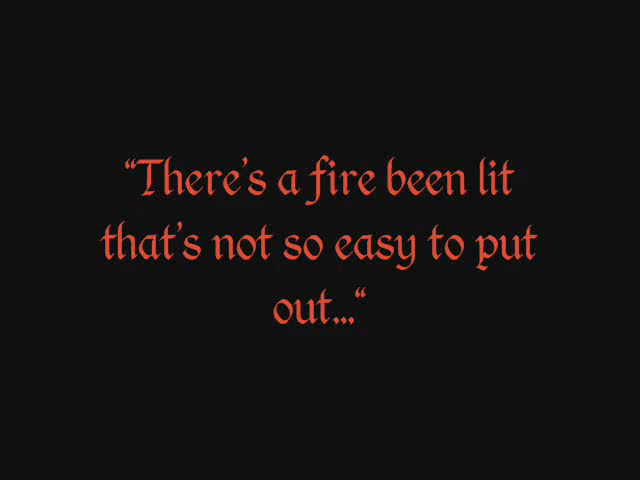 “There’s a fire been lit
that’s not so easy to put
out...“